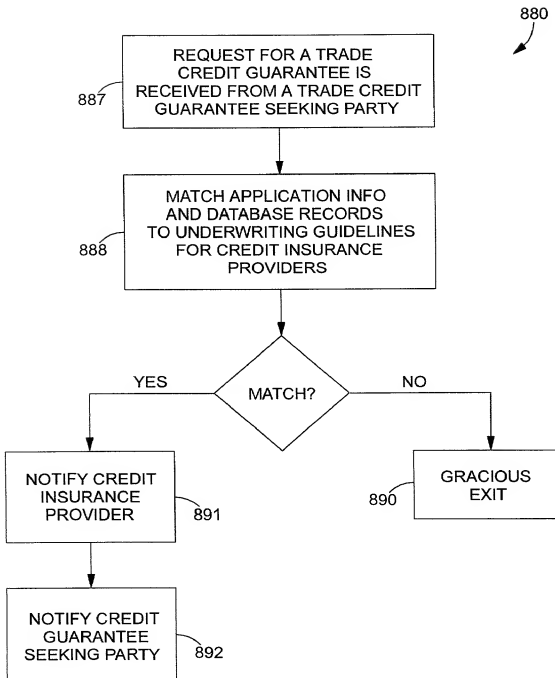 880
REQUEST FOR A TRADE
CREDIT GUARANTEE IS
RECEIVED FROM A TRADE CREDIT
GUARANTEE SEEKING PARTY
887
MATCH APPLICATION INFO
AND DATABASE RECORDS
TO UNDERWRITING GUIDELINES
FOR CREDIT INSURANCE
PROVIDERS
888
MATCH?
YES
NO
NOTIFY CREDIT
INSURANCE
PROVIDER
891
GRACIOUS
EXIT
890
NOTIFY CREDIT
GUARANTEE
SEEKING PARTY
892